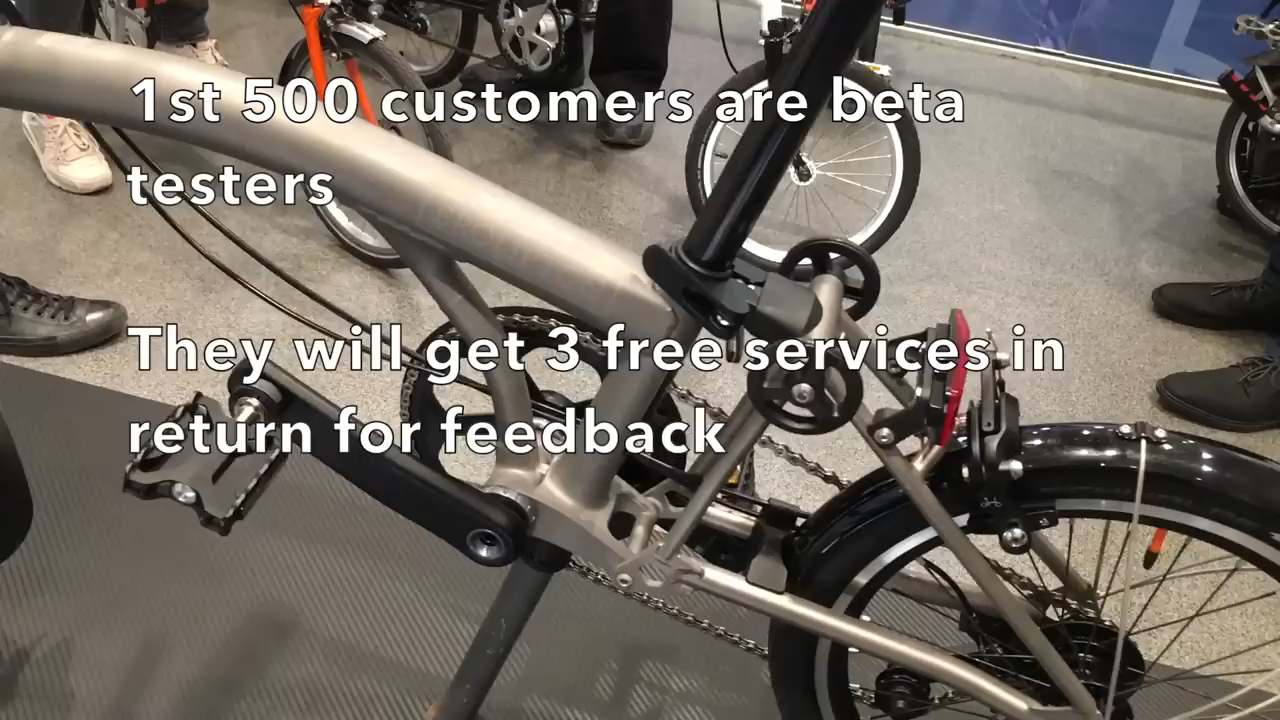 1st 500 customers are beta
testers
They will get 3 free services in
return for feedback